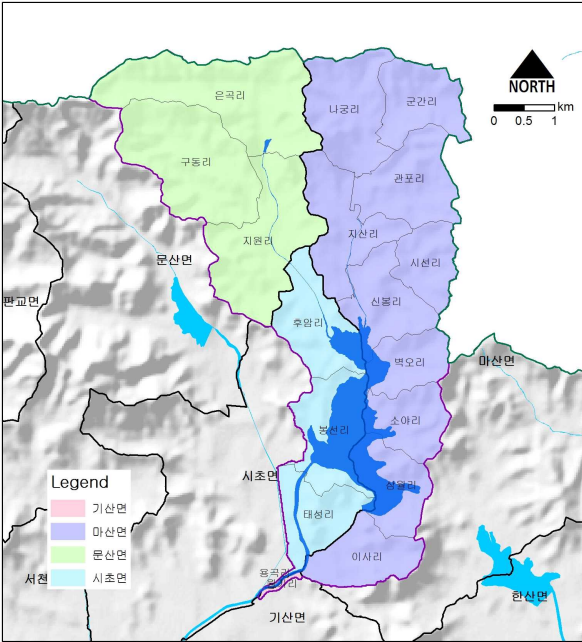 은곡리
나궁리
군간리
NORTH
0 0.5 1 km
구동리
관포리
지원리
지산리
시선리
문산면
판교면
신봉리
후암리
벽오리
마산면
소야리
봉선리
삼월리
시초면
태성리
이사리
Legend
기산면
마산면
문산면
시초면
서천
용곡리
한산면
기산면